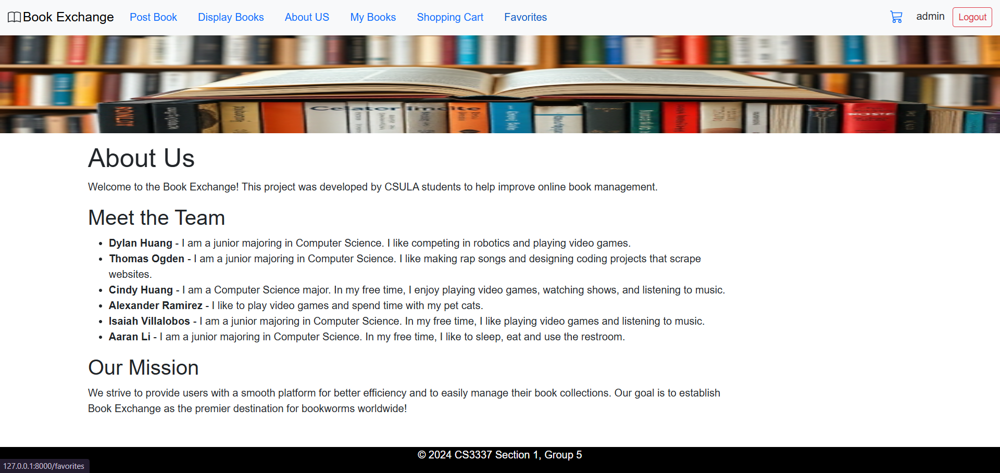 Book Exchange Post Book Display Books About US My Books Shopping Cart Favorites admin Logout
About Us
Welcome to the Book Exchange! This project was developed by CSULA students to help improve online book management.
Meet the Team
• Dylan Huang - I am a junior majoring in Computer Science. I like competing in robotics and playing video games.
• Thomas Ogden - I am a junior majoring in Computer Science. I like making rap songs and designing coding projects that scrape
websites.
• Cindy Huang - I am a Computer Science major. In my free time, I enjoy playing video games, watching shows, and listening to music.
• Alexander Ramirez - I like to play video games and spend time with my pet cats.
• Isaiah Villalobos - I am a junior majoring in Computer Science. In my free time, I like playing video games and listening to music.
• Aaran Li - I am a junior majoring in Computer Science. In my free time, I like to sleep, eat and use the restroom.
Our Mission
We strive to provide users with a smooth platform for better efficiency and to easily manage their book collections. Our goal is to establish
Book Exchange as the premier destination for bookworms worldwide!
© 2024 CS3337 Section 1, Group 5
127.0.0.1:8000/favorites